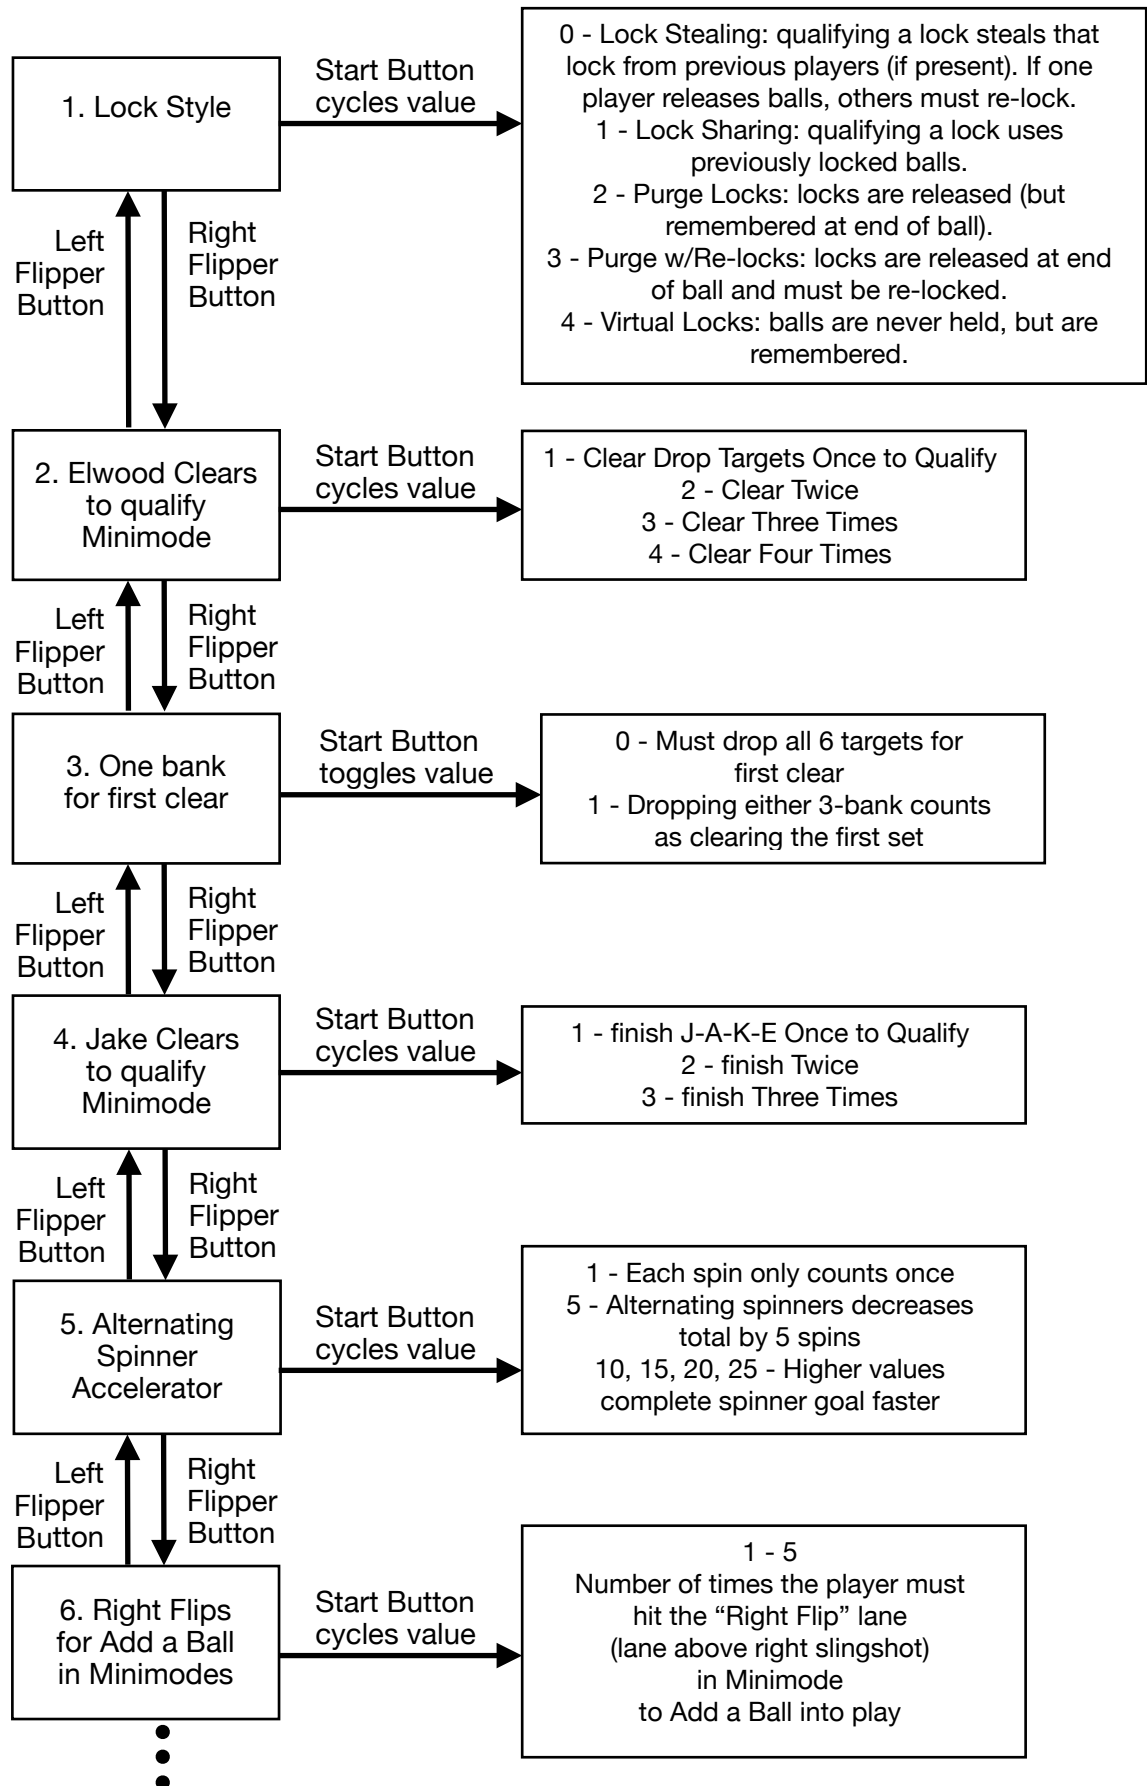 1. Lock Style
Start Button
cycles value
0 - Lock Stealing: qualifying a lock steals that
lock from previous players (if present). If one
player releases balls, others must re-lock.
1 - Lock Sharing: qualifying a lock uses
previously locked balls.
2 - Purge Locks: locks are released (but
remembered at end of ball).
3 - Purge w/Re-locks: locks are released at end
of ball and must be re-locked.
4 - Virtual Locks: balls are never held, but are
remembered.
Left
Flipper
Button
Right
Flipper
Button
2. Elwood Clears
to qualify
Minimode
Start Button
cycles value
1 - Clear Drop Targets Once to Qualify
2 - Clear Twice
3 - Clear Three Times
4 - Clear Four Times
Left
Flipper
Button
Right
Flipper
Button
3. One bank
for first clear
Start Button
toggles value
0 - Must drop all 6 targets for
first clear
1 - Dropping either 3-bank counts
as clearing the first set
Left
Flipper
Button
Right
Flipper
Button
4. Jake Clears
to qualify
Minimode
Start Button
cycles value
1 - finish J-A-K-E Once to Qualify
2 - finish Twice
3 - finish Three Times
Left
Flipper
Button
Right
Flipper
Button
5. Alternating
Spinner
Accelerator
Start Button
cycles value
1 - Each spin only counts once
5 - Alternating spinners decreases
total by 5 spins
10, 15, 20, 25 - Higher values
complete spinner goal faster
Left
Flipper
Button
Right
Flipper
Button
6. Right Flips
for Add a Ball
in Minimodes
Start Button
cycles value
1 - 5
Number of times the player must
hit the “Right Flip” lane
(lane above right slingshot)
in Minimode
to Add a Ball into play